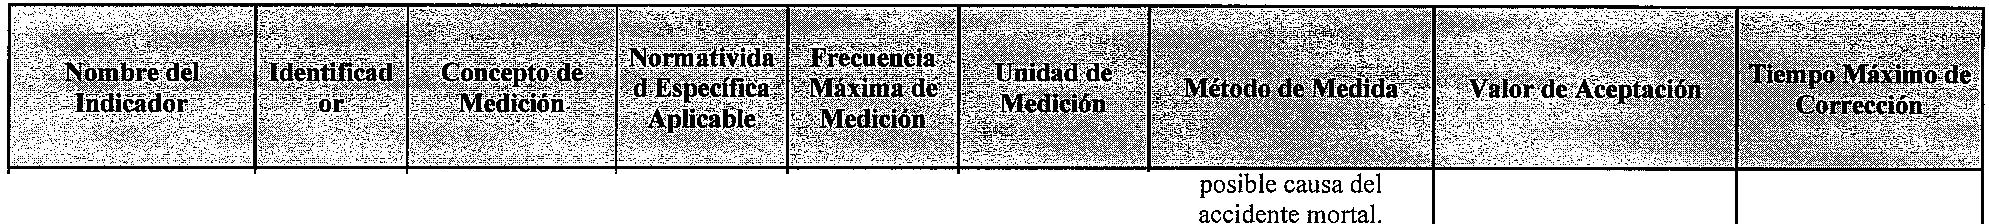 Nombre del
Indicador
Identificad
or
Concepto de
Medición
Normativida
d Específica
Aplicable
Frecuencia
Máxima de
Medición
Unidad de
Medición
Método de Medida
Valor de Aceptación
Tiempo Máximo de
Corrección
posible causa del
accidente mortal.